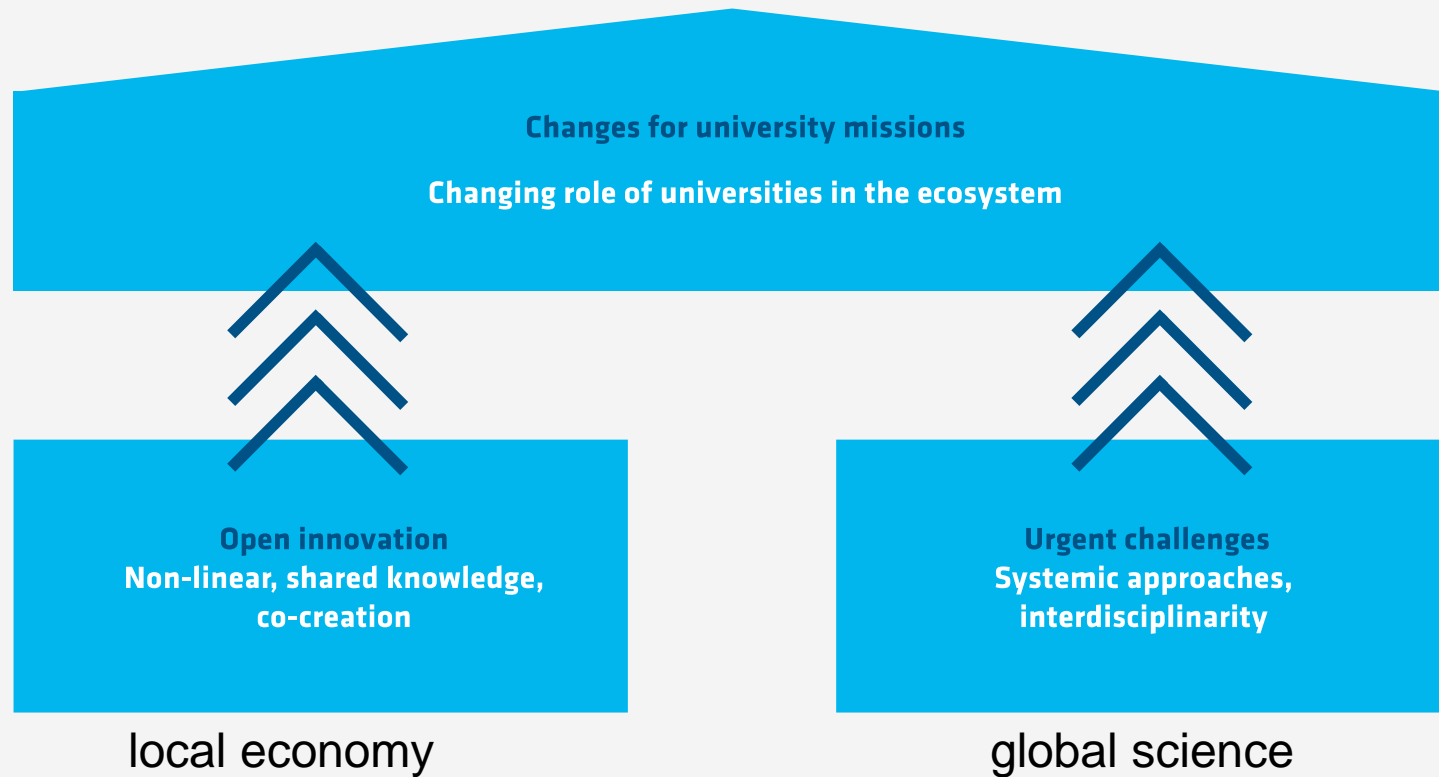 Changes for university missions
Changing role of universities in the ecosystem
Open innovation
Non-linear, shared knowledge,
co-creation
Urgent challenges
Systemic approaches,
interdisciplinarity
local economy
global science